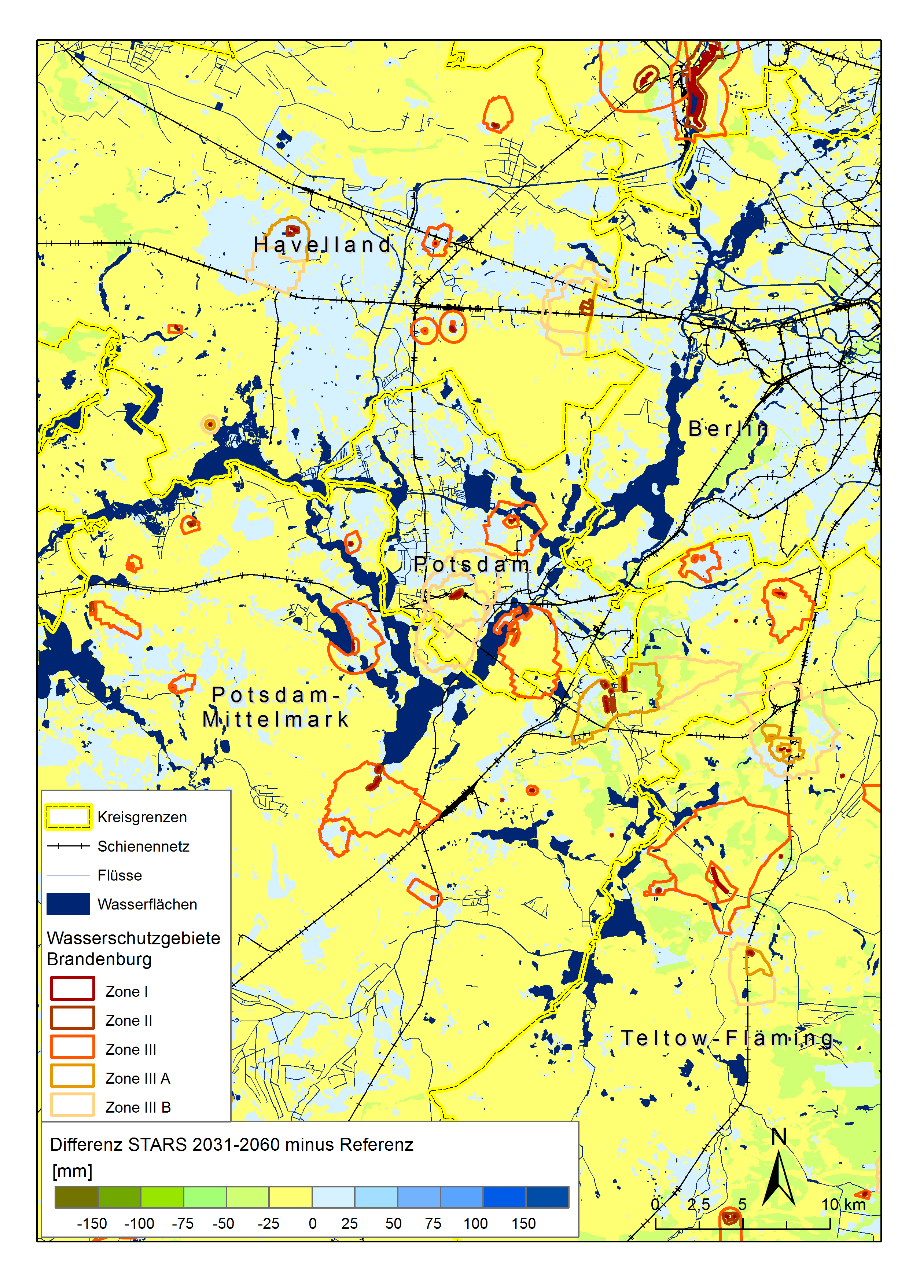 Havelland
Berlin
Potsdam
Potsdam-
Mittelmark
Teltow-Fläming
Kreisgrenzen
Schienennetz
Flüsse
Wasserflächen
Wasserschutzgebiete
Brandenburg
Zone I
Zone II
Zone III
Zone III A
Zone III B
Differenz STARS 2031-2060 minus Referenz
[mm]
-150 -100 -75 -50 -25 0 25 50 75 100 150
N
0 2,5 5 10 km